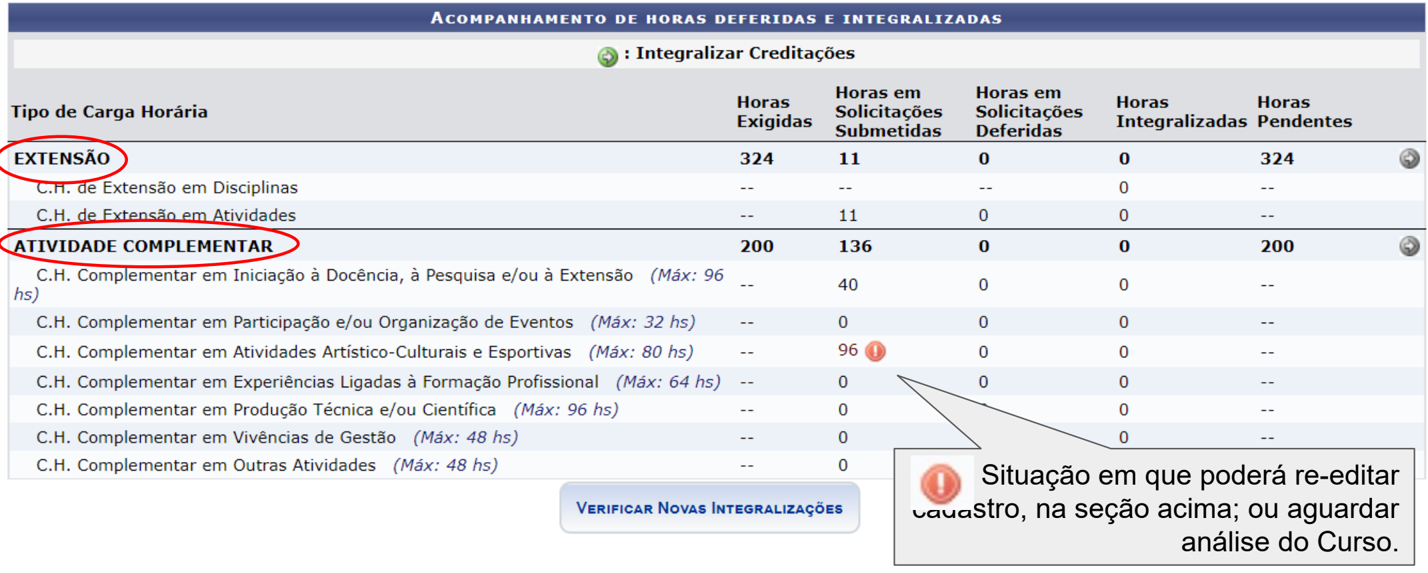 ACOMPANHAMENTO DE HORAS DEFERIDAS E INTEGRALIZADAS
: Integralizar Creditações
Tipo de Carga Horária Horas Exigidas Horas em Solicitações Submetidas Horas em Solicitações Deferidas Horas Integralizadas Horas Pendentes
EXTENSÃO 324 11 0 0 324
C.H. de Extensão em Disciplinas -- -- -- 0 --
C.H. de Extensão em Atividades -- 11 0 0 --
ATIVIDADE COMPLEMENTAR 200 136 0 0 200
C.H. Complementar em Iniciação à Docência, à Pesquisa e/ou à Extensão (Máx: 96 hs) -- 40 0 0 --
C.H. Complementar em Participação e/ou Organização de Eventos (Máx: 32 hs) -- 0 0 0 --
C.H. Complementar em Atividades Artístico-Culturais e Esportivas (Máx: 80 hs) -- 96 0 0 --
C.H. Complementar em Experiências Ligadas à Formação Profissional (Máx: 64 hs) -- 0 0 0 --
C.H. Complementar em Produção Técnica e/ou Científica (Máx: 96 hs) -- 0 0 --
C.H. Complementar em Vivências de Gestão (Máx: 48 hs) -- 0 0 --
C.H. Complementar em Outras Atividades (Máx: 48 hs) -- 0
VERIFICAR NOVAS INTEGRALIZAÇÕES
Situação em que poderá re-editar
cadastro, na seção acima; ou aguardar
análise do Curso.